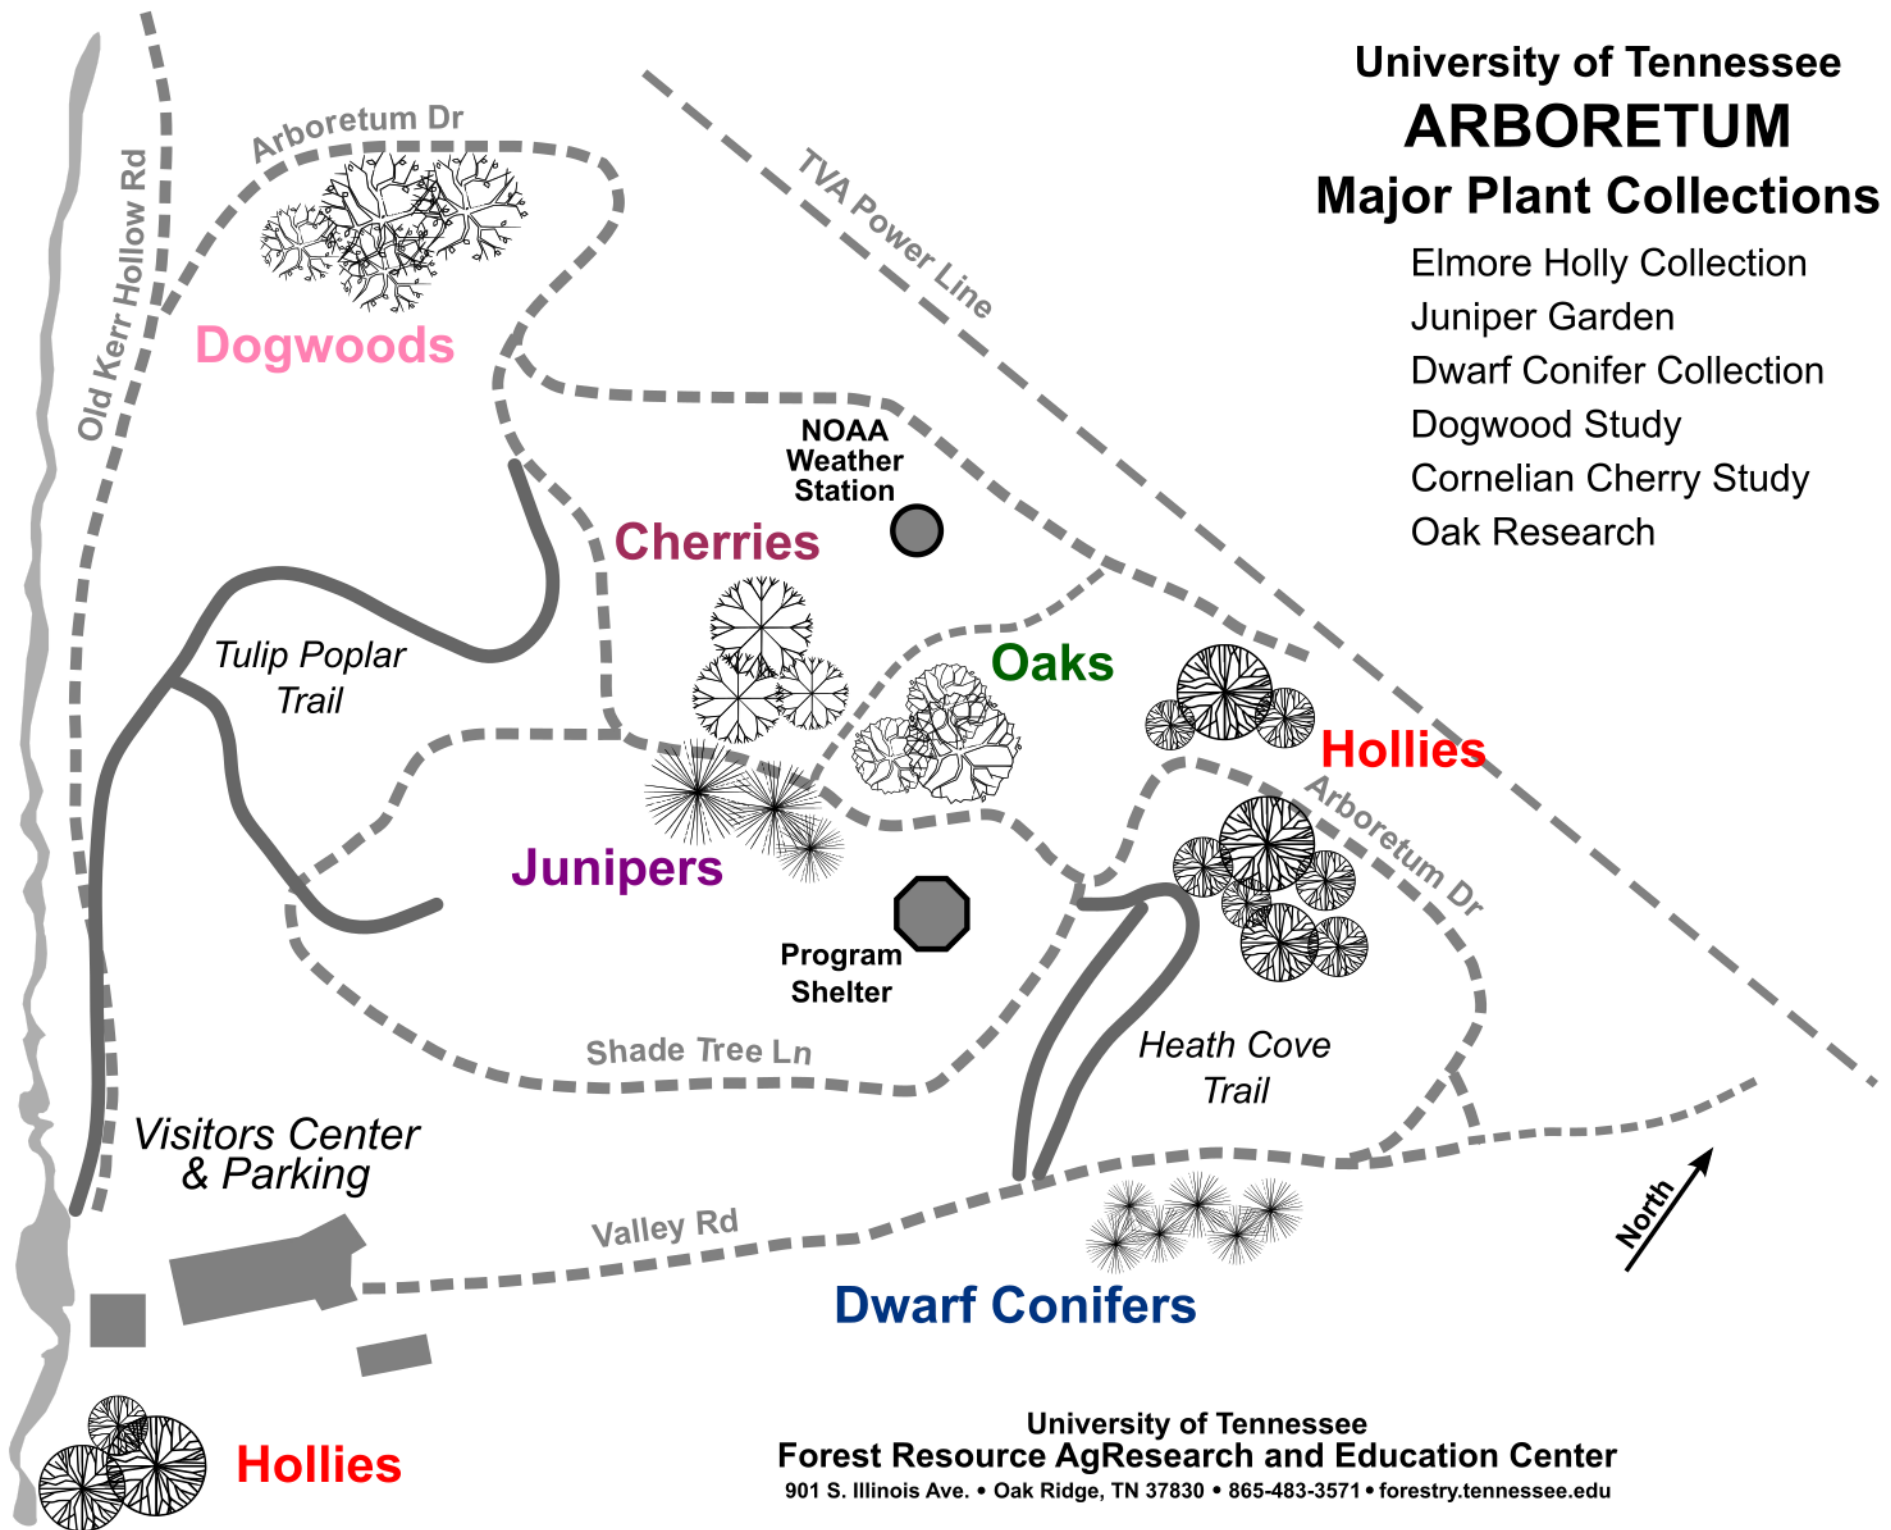 University of Tennessee
ARBORETUM
Major Plant Collections
Elmore Holly Collection
Juniper Garden
Dwarf Conifer Collection
Dogwood Study
Cornelian Cherry Study
Oak Research
Arboretum Dr
Old Kerr Hollow Rd
TVA Power Line
Dogwoods
NOAA
Weather
Station
Cherries
Tulip Poplar
Trail
Oaks
Hollies
Arboretum Dr
Junipers
Program
Shelter
Shade Tree Ln
Heath Cove
Trail
Visitors Center
& Parking
Valley Rd
North
Dwarf Conifers
Hollies
University of Tennessee
Forest Resource AgResearch and Education Center
901 S. Illinois Ave. • Oak Ridge, TN 37830 • 865-483-3571 • forestry.tennessee.edu